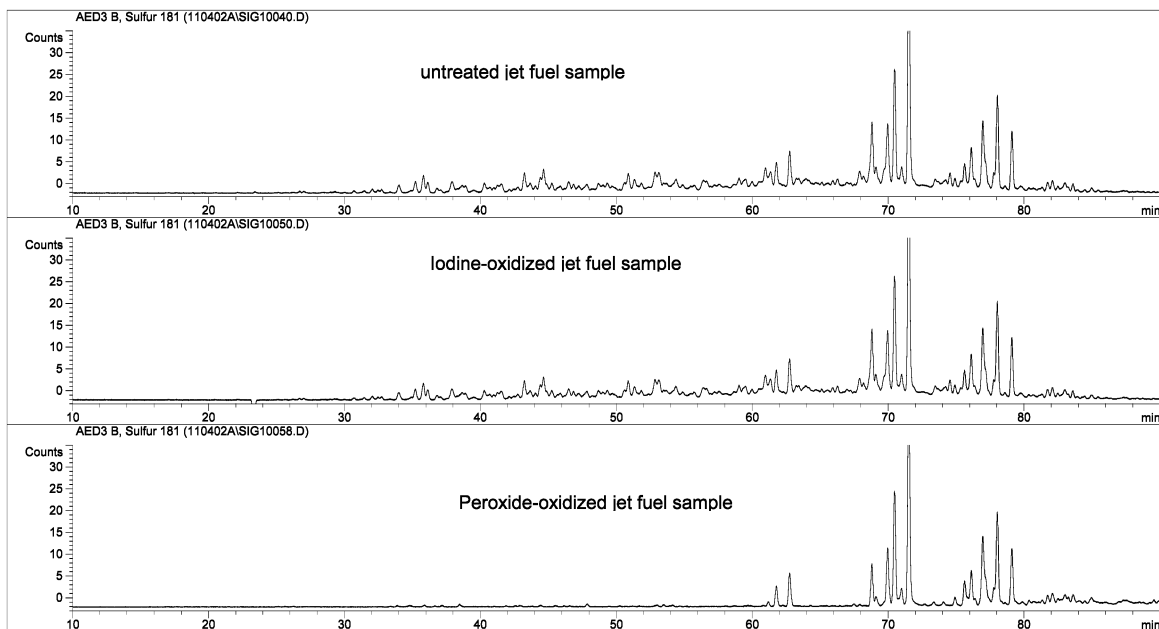 AED3 B, Sulfur 181 (110402A\SIG10040.D)
Counts
30
25
20
15
10
5
0
untreated jet fuel sample
10 20 30 40 50 60 70 80 min
AED3 B, Sulfur 181 (110402A\SIG10050.D)
Counts
30
25
20
15
10
5
0
Iodine-oxidized jet fuel sample
10 20 30 40 50 60 70 80 min
AED3 B, Sulfur 181 (110402A\SIG10058.D)
Counts
30
25
20
15
10
5
0
Peroxide-oxidized jet fuel sample
10 20 30 40 50 60 70 80 min